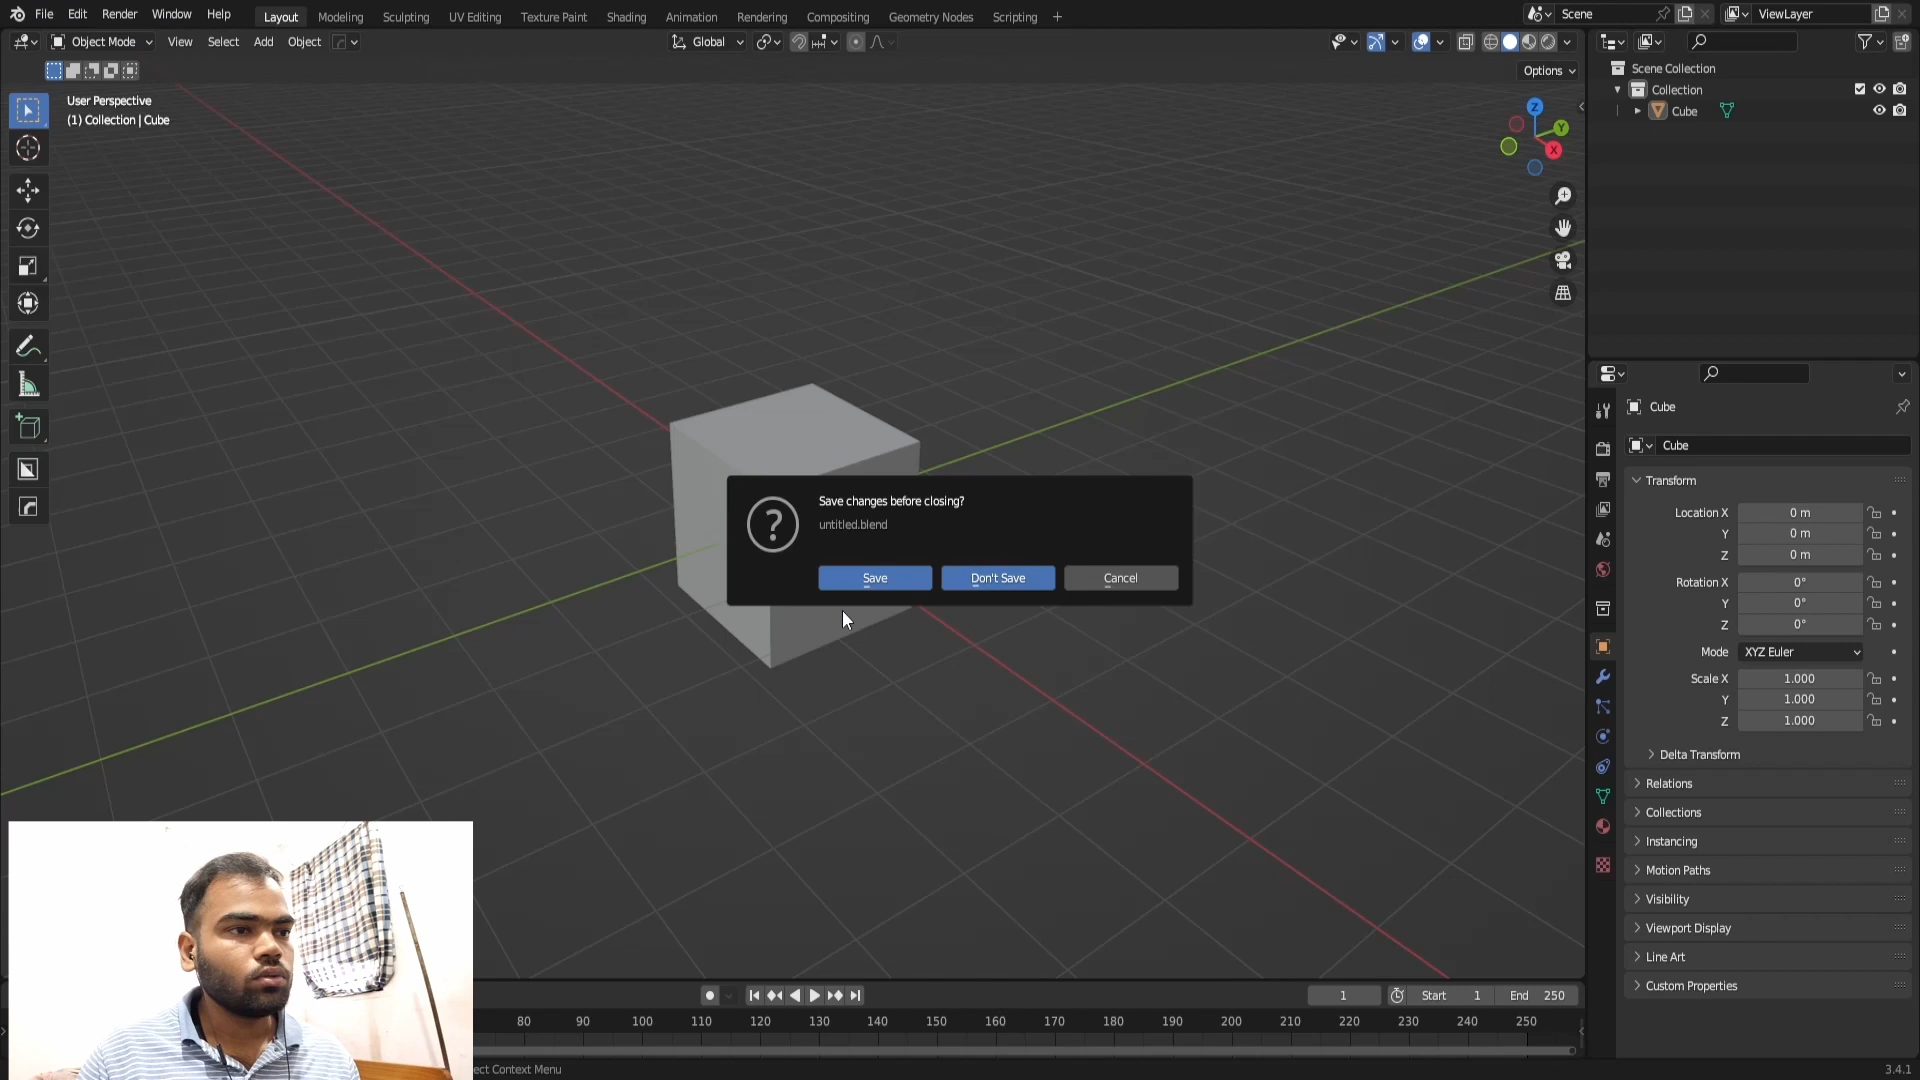 File Edit Render Window Help Layout Modeling Sculpting UV Editing Texture Paint Shading Animation Rendering Compositing Geometry Nodes Scripting + Scene ViewLayer
Object Mode View Select Add Object Global
Options
User Perspective
(1) Collection | Cube
Z
Y
X
Scene Collection
Collection
Cube
Cube
Cube
Transform
Location X 0 m
Y 0 m
Z 0 m
Rotation X 0°
Y 0°
Z 0°
Mode XYZ Euler
Scale X 1.000
Y 1.000
Z 1.000
Delta Transform
Relations
Collections
Instancing
Motion Paths
Visibility
Viewport Display
Line Art
Custom Properties
?
Save changes before closing?
untitled.blend
Save Don't Save Cancel
1 Start 1 End 250
80 90 100 110 120 130 140 150 160 170 180 190 200 210 220 230 240 250
ect Context Menu
3.4.1